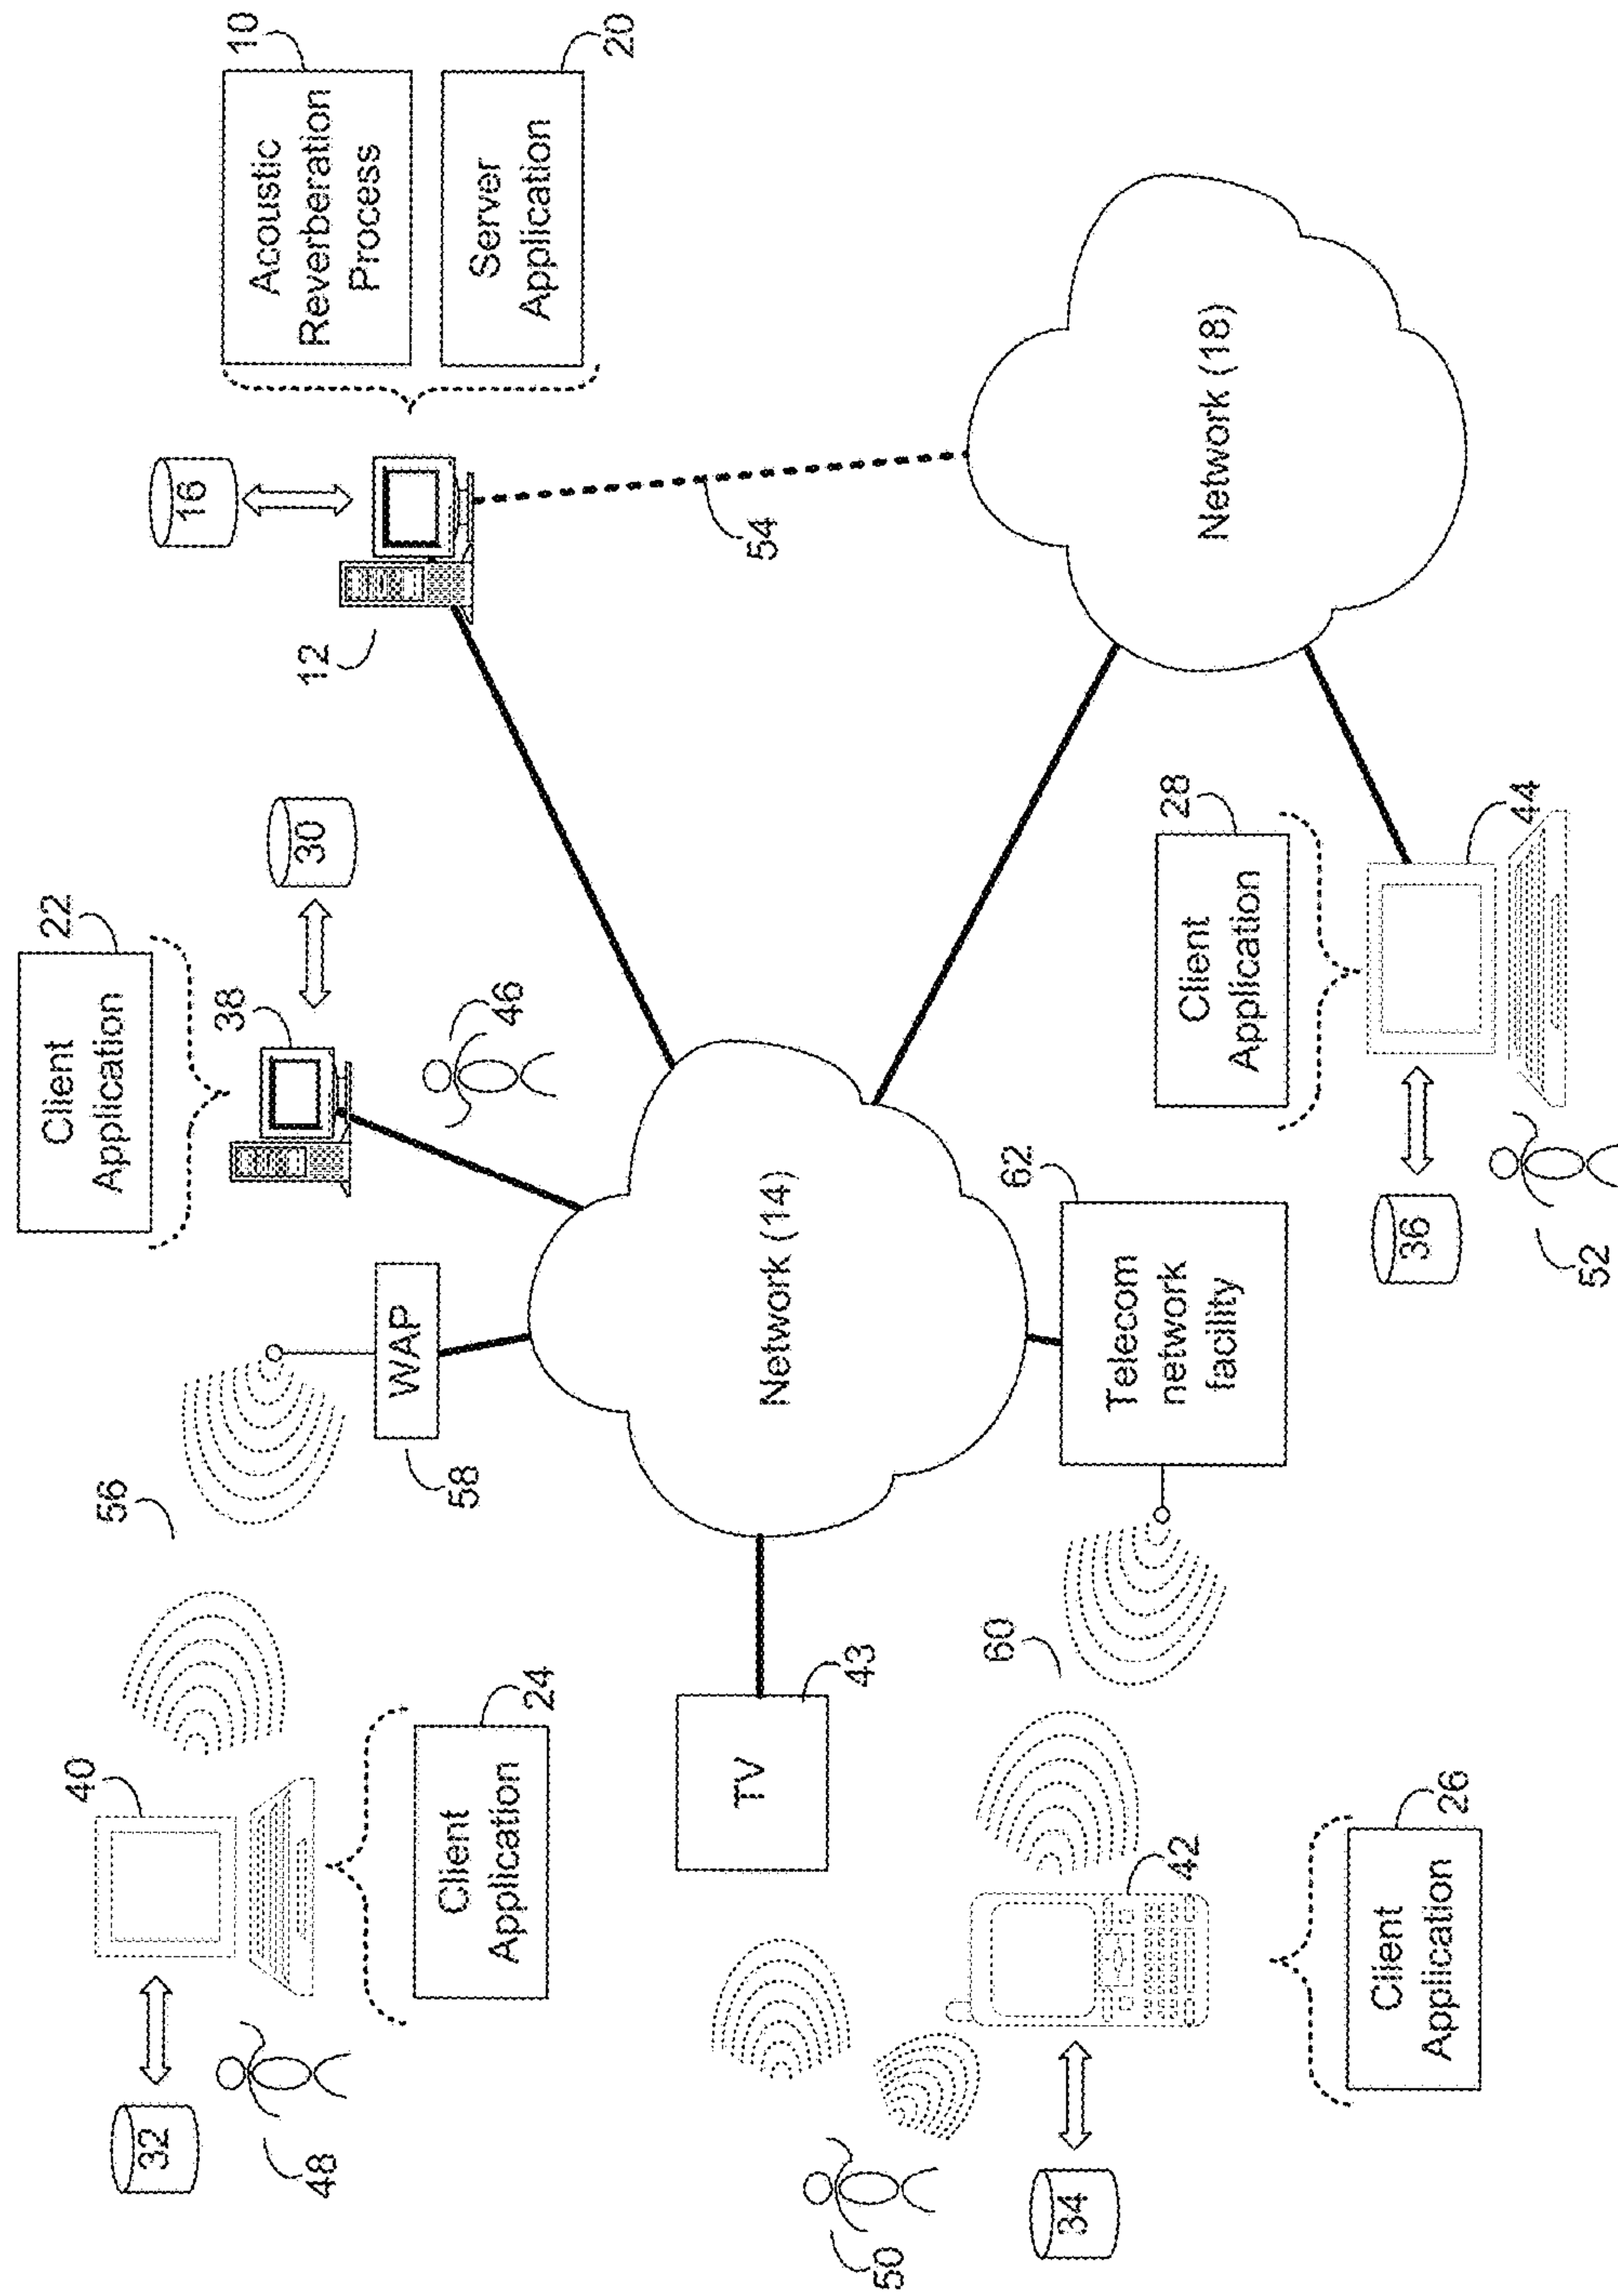 32
48
40
Client
Application
24
56
WAP
58
Client
Application
22
38
30
46
16
12
Acoustic
Reverberation
Process
10
Server
Application
20
50
34
TV
43
42
60
Client
Application
26
Network (14)
Telecom
network
facility
62
54
Network (18)
36
52
Client
Application
28
44